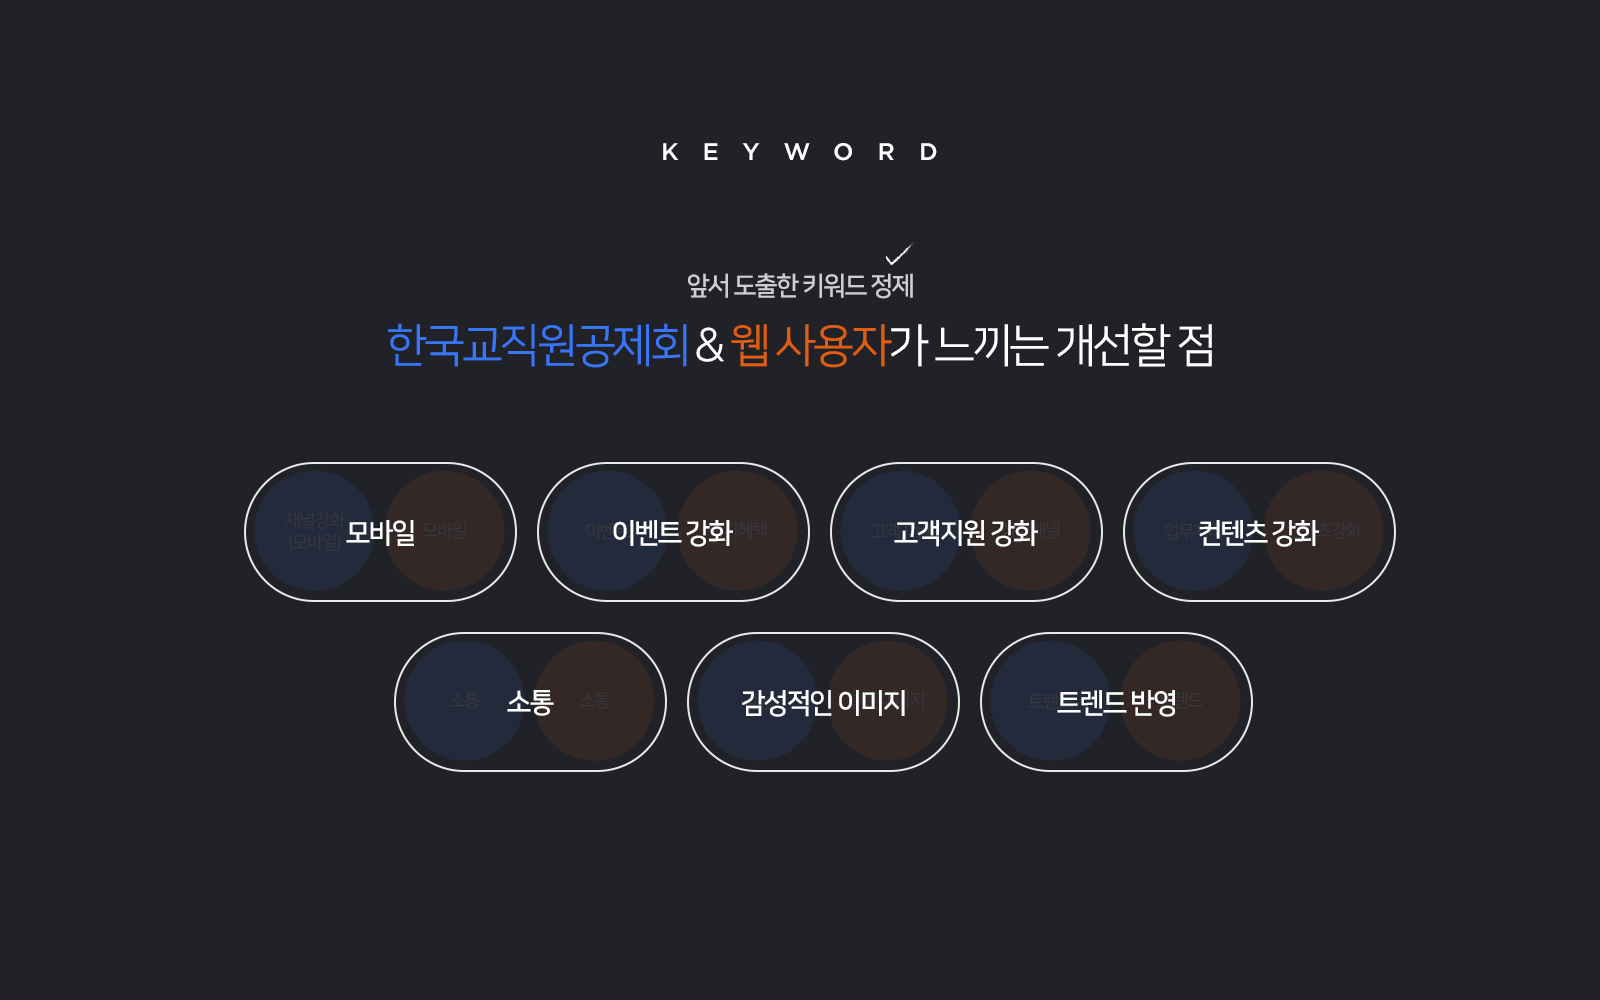 KEYWORD
앞서 도출한 키워드 정제
한국교직원공제회 & 웹 사용자가 느끼는 개선할 점
채널강화
(모바일)
모바일
모바일
이벤트 강화
고객지원 강화
컨텐츠 강화
소통
소통
소통
감성적인 이미지
트렌드 반영